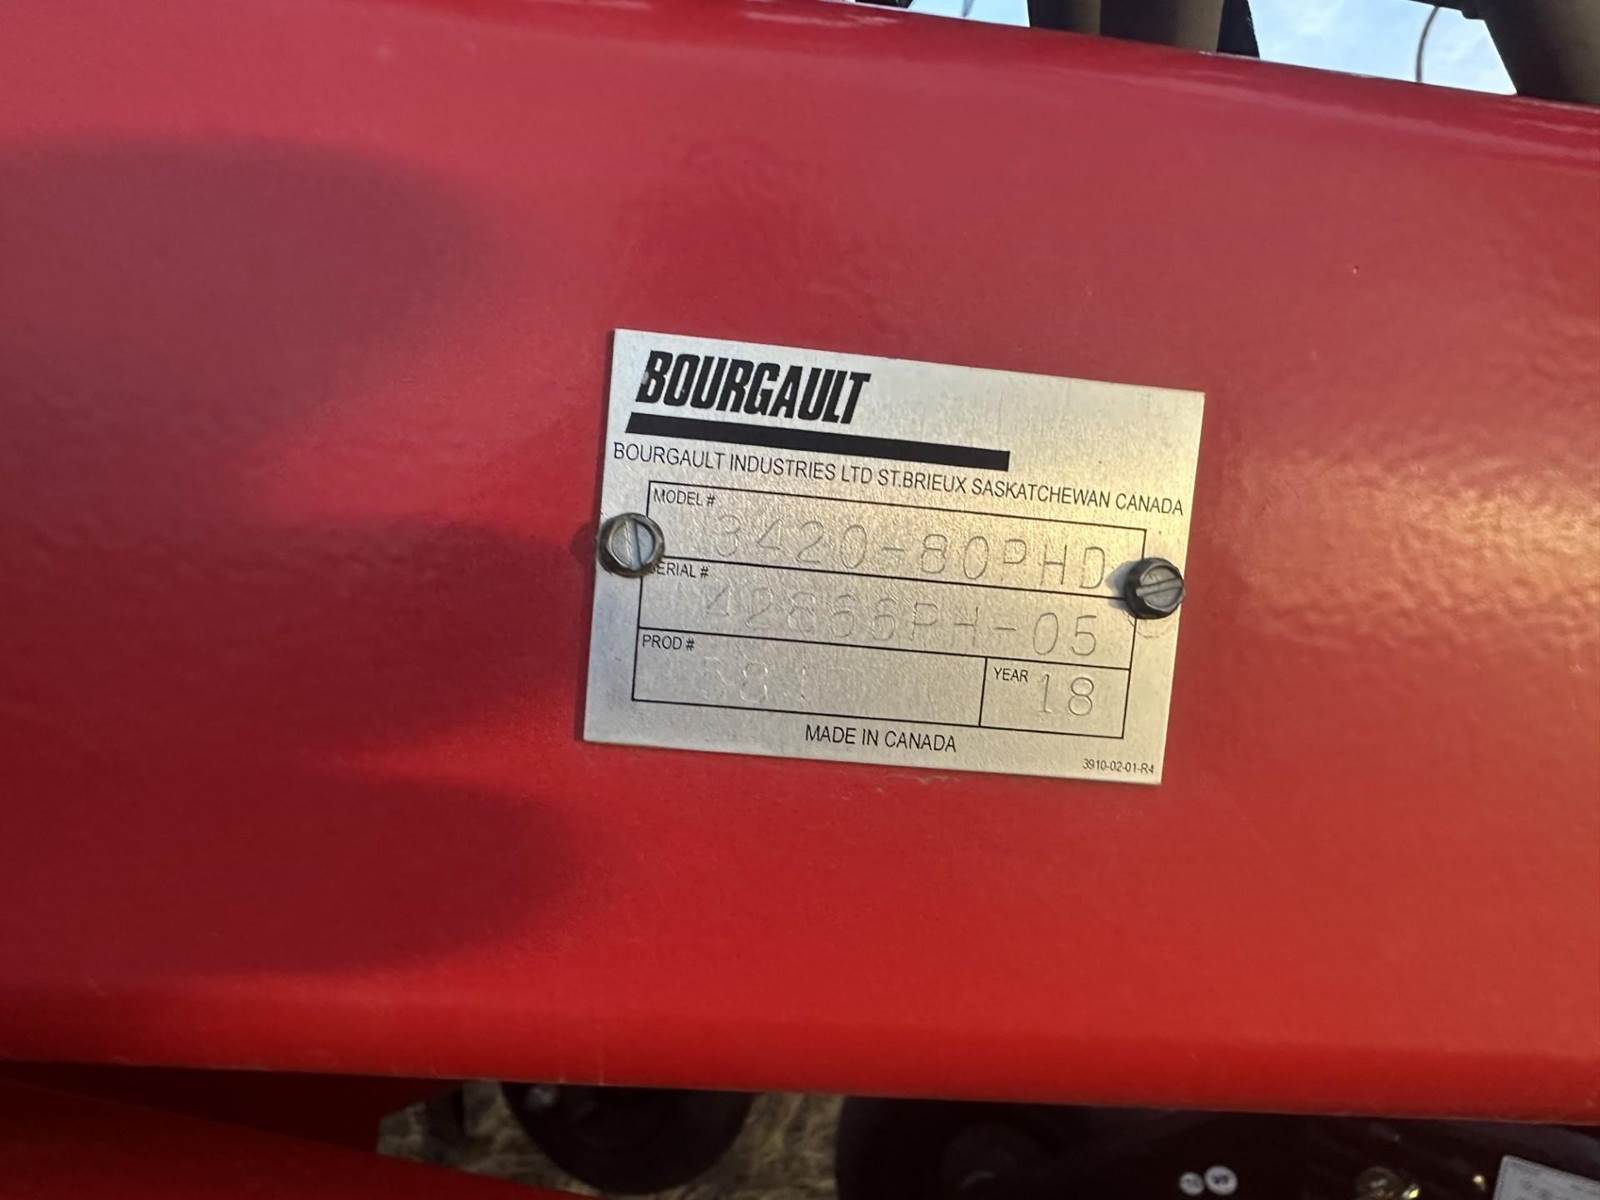 BOURGAULT
BOURGAULT INDUSTRIES LTD ST.BRIEUX SASKATCHEWAN CANADA
MODEL #
3420-80PHD
SERIAL #
42866PH-05
PROD #
YEAR
18
MADE IN CANADA
3910-02-01-R4